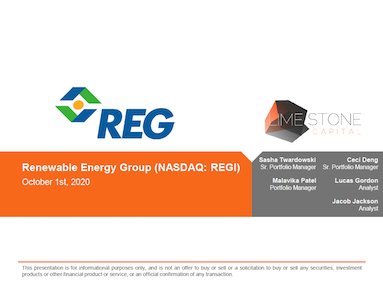 REG
LIMESTONE
CAPITAL
Renewable Energy Group (NASDAQ: REGI)
October 1st, 2020
Sasha Twardowski
Sr. Portfolio Manager
Ceci Deng
Sr. Portfolio Manager
Malavika Patel
Portfolio Manager
Lucas Gordon
Analyst
Jacob Jackson
Analyst
This presentation is for informational purposes only, and is not an offer to buy or sell or a solicitation to buy or sell any securities, investment
products or other financial product or service, or an official confirmation of any transaction.